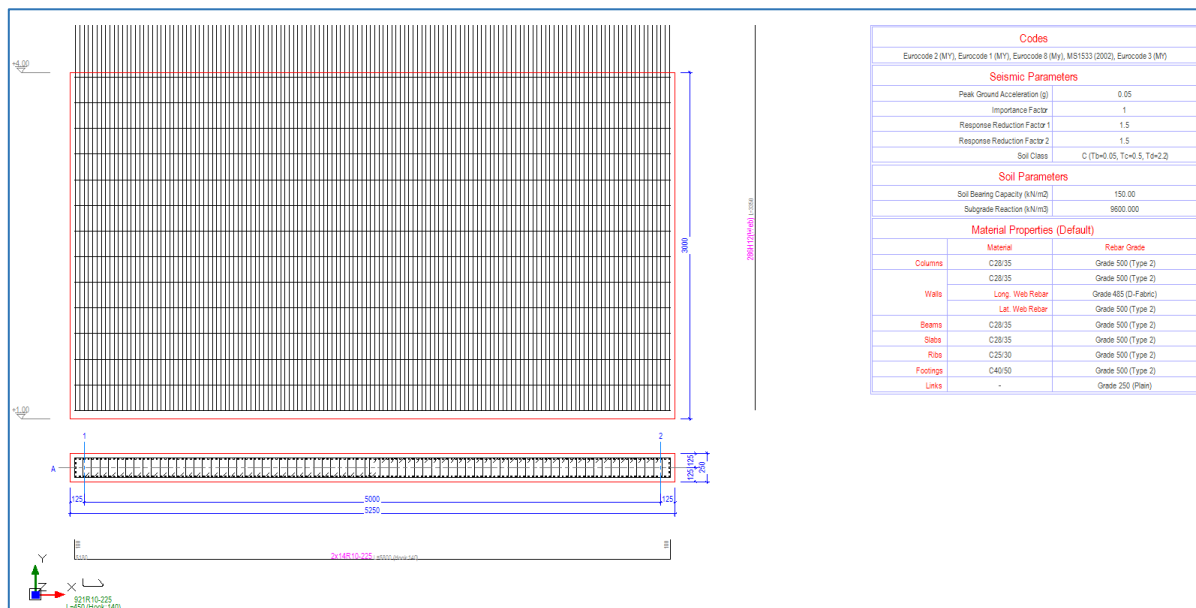 +4.00
+1.00
3000
286H12(Web) L=3350
1
2
A
125
125
250
125
5000
125
5250
2x14R10-225
X
Y
Z
921R10-225
L=450 (Hook:140)
Codes
Eurocode 2 (MY), Eurocode 1 (MY), Eurocode 8 (My), MS1533 (2002), Eurocode 3 (MY)
Seismic Parameters
Peak Ground Acceleration (g) 0.05
Importance Factor 1
Response Reduction Factor 1 1.5
Response Reduction Factor 2 1.5
Soil Class C (Tb=0.05, Tc=0.5, Td=2.2)
Soil Parameters
Soil Bearing Capacity (kN/m2) 150.00
Subgrade Reaction (kN/m3) 9600.000
Material Properties (Default)
Material Rebar Grade
Columns C28/35 Grade 500 (Type 2)
C28/35 Grade 500 (Type 2)
Walls Long. Web Rebar Grade 485 (D-Fabric)
Lat. Web Rebar Grade 500 (Type 2)
Beams C28/35 Grade 500 (Type 2)
Slabs C28/35 Grade 500 (Type 2)
Ribs C25/30 Grade 500 (Type 2)
Footings C40/50 Grade 500 (Type 2)
Links - Grade 250 (Plain)